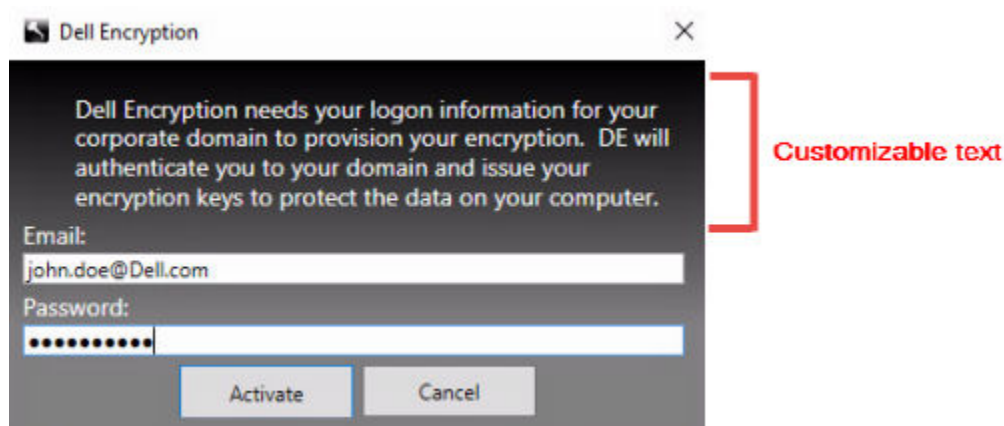 Dell Encryption
Dell Encryption needs your logon information for your
corporate domain to provision your encryption.  DE will
authenticate you to your domain and issue your
encryption keys to protect the data on your computer.
Customizable text
Email:
john.doe@Dell.com
Password:
••••••••••
Activate
Cancel